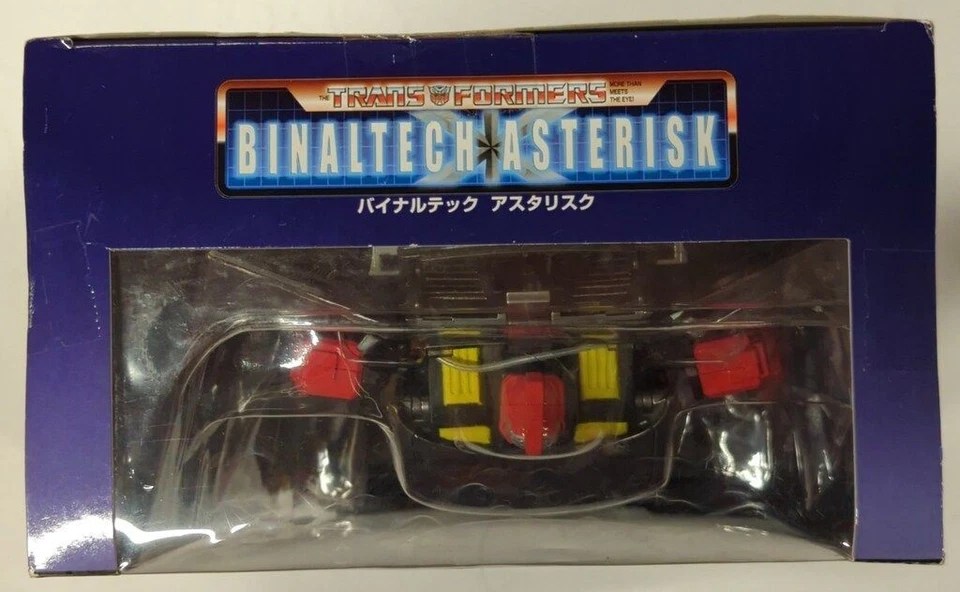 THE TRANSFORMERS MORE THAN MEETS THE EYE!
BINALTECH ASTERISK
バイナルテック アスタリスク